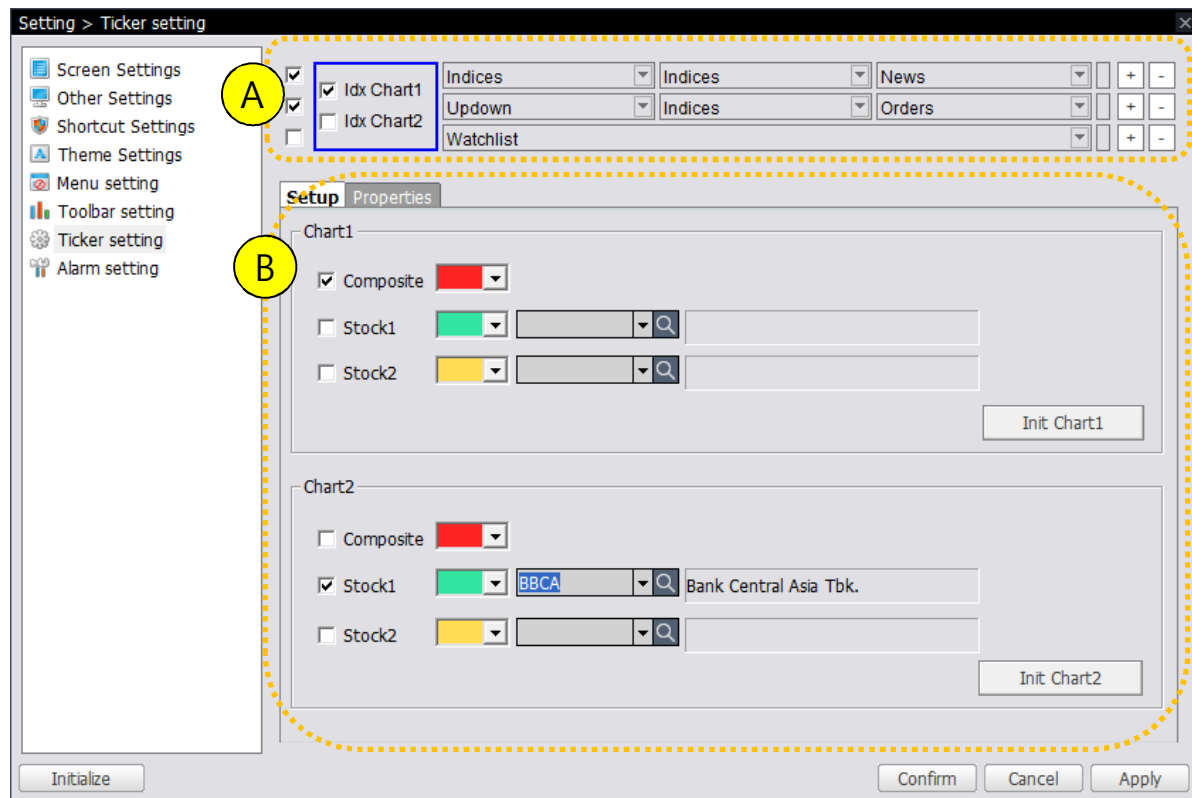 Setting > Ticker setting
Screen Settings
Other Settings
Shortcut Settings
Theme Settings
Menu setting
Toolbar setting
Ticker setting
Alarm setting
A
Idx Chart1
Idx Chart2
Indices Indices News + -
Updown Indices Orders + -
Watchlist + -
B
Setup Properties
Chart1
Composite
Stock1
Stock2
Init Chart1
Chart2
Composite
Stock1 BBCA Bank Central Asia Tbk.
Stock2
Init Chart2
Initialize Confirm Cancel Apply